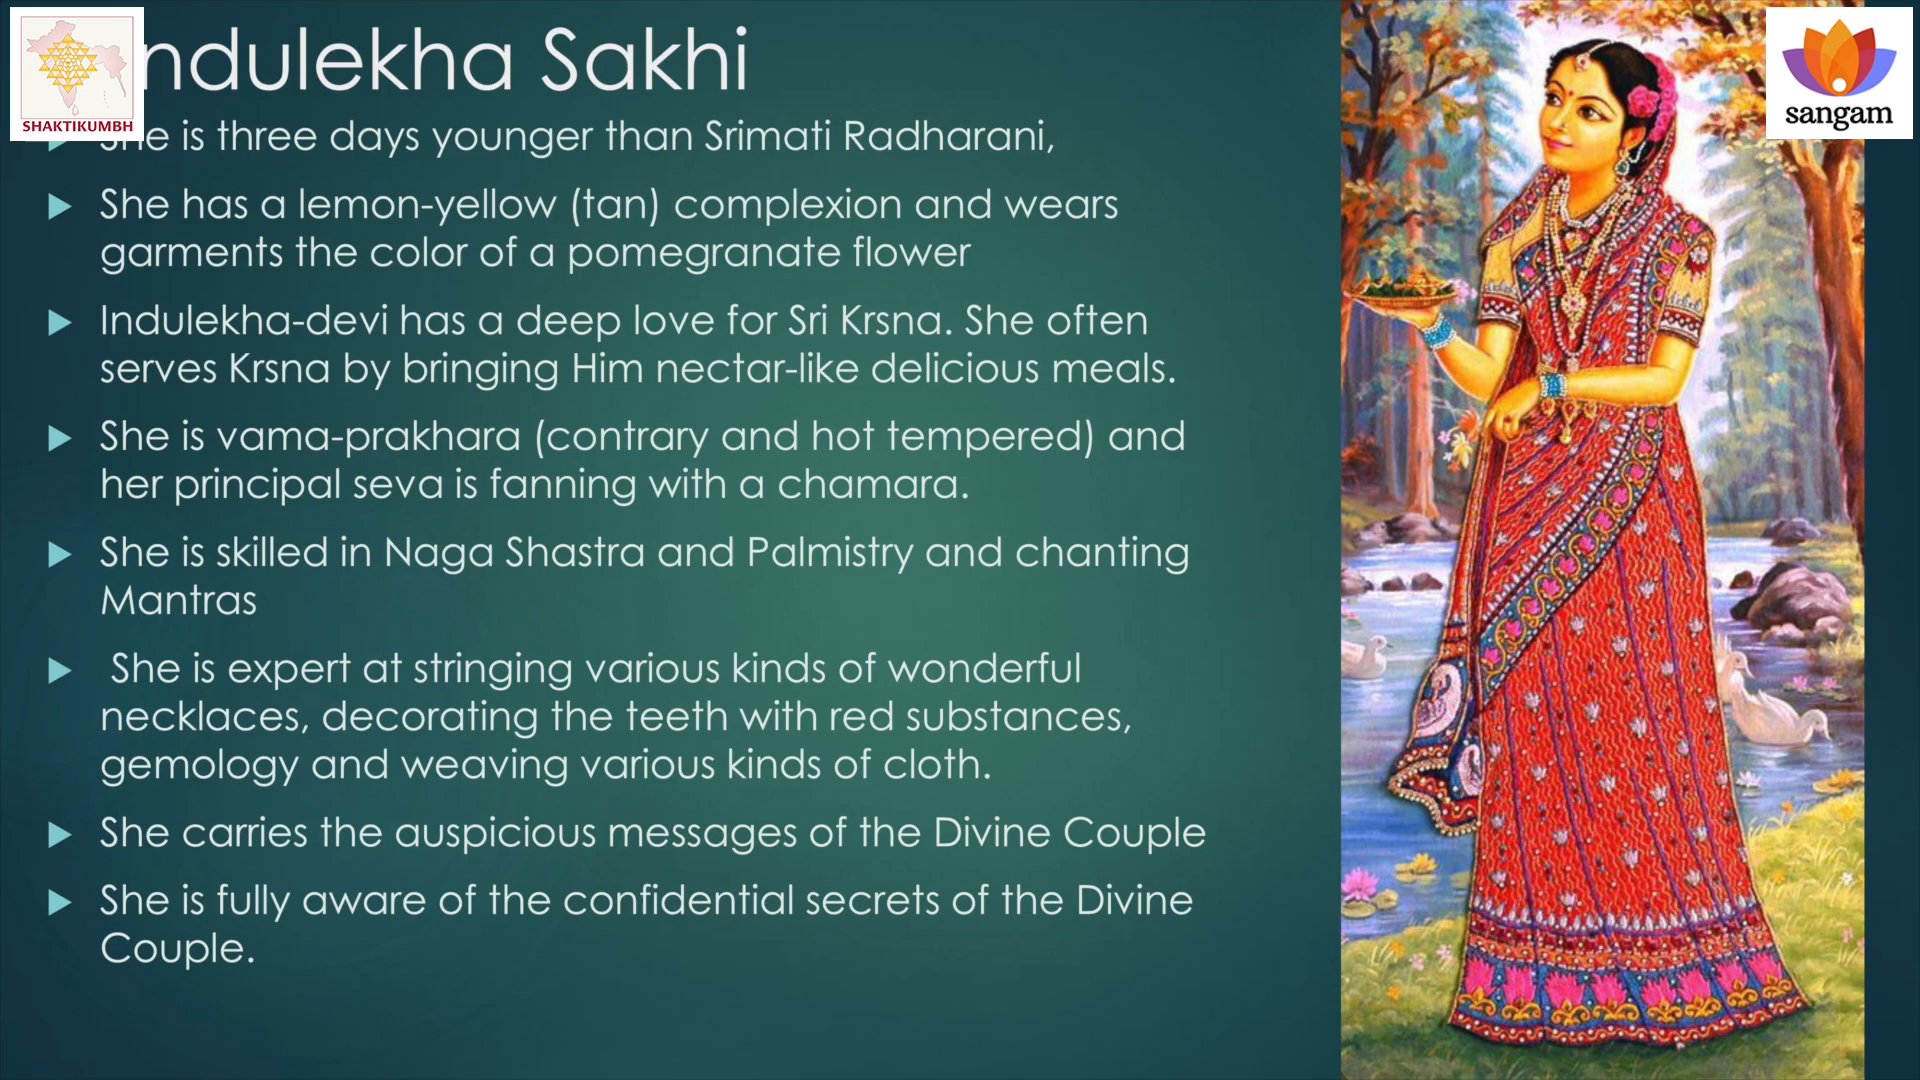 Indulekha Sakhi
SHAKTIKUMBH
sangam
She is three days younger than Srimati Radharani,
She has a lemon-yellow (tan) complexion and wears
garments the color of a pomegranate flower
Indulekha-devi has a deep love for Sri Krsna. She often
serves Krsna by bringing Him nectar-like delicious meals.
She is vama-prakhara (contrary and hot tempered) and
her principal seva is fanning with a chamara.
She is skilled in Naga Shastra and Palmistry and chanting
Mantras
She is expert at stringing various kinds of wonderful
necklaces, decorating the teeth with red substances,
gemology and weaving various kinds of cloth.
She carries the auspicious messages of the Divine Couple
She is fully aware of the confidential secrets of the Divine
Couple.